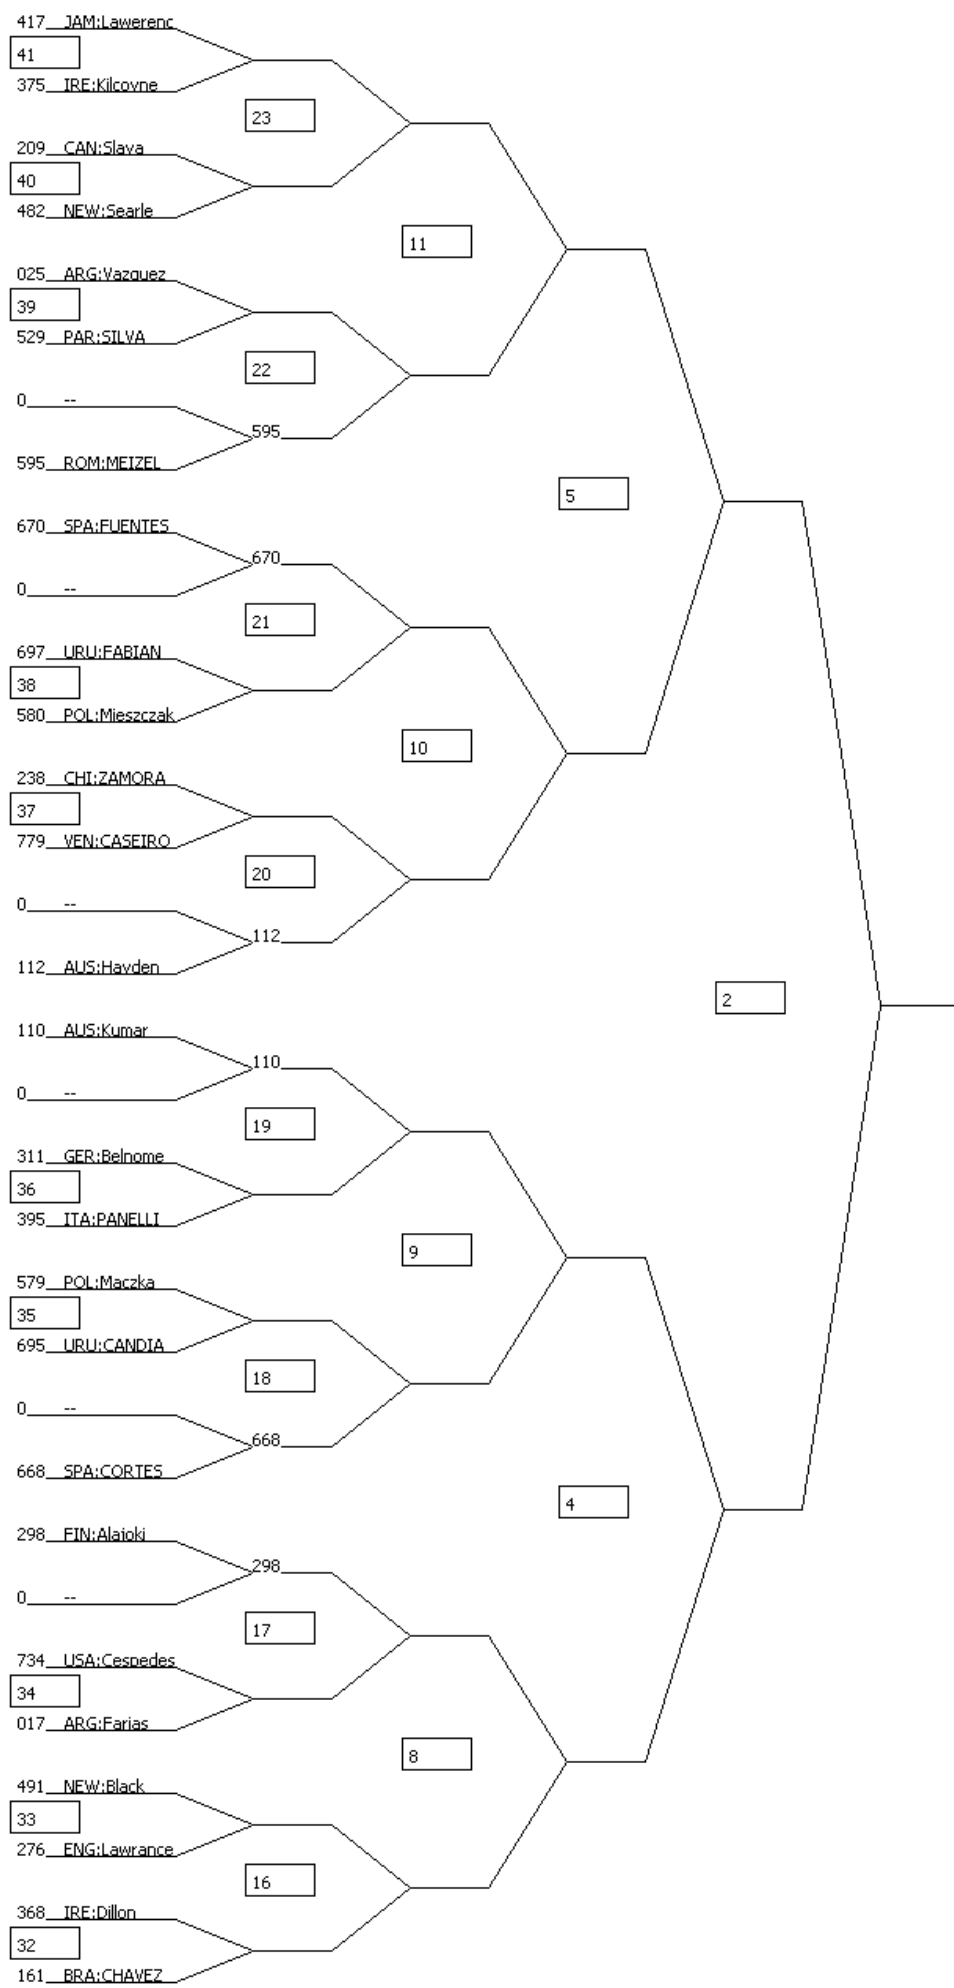 417 JAM:Lawerenc
41
375 IRE:Kilcoyne
23
209 CAN:Slava
40
482 NEW:Searle
11
025 ARG:Vazquez
39
529 PAR:SILVA
22
0 --
595
595 ROM:MEIZEL
5
670 SPA:FUENTES
670
0 --
21
697 URU:FABIAN
38
580 POL:Mieszczak
10
238 CHI:ZAMORA
37
779 VEN:CASEIRO
20
0 --
112
112 AUS:Hayden
2
110 AUS:Kumar
110
0 --
19
311 GER:Belnome
36
395 ITA:PANELLI
9
579 POL:Maczka
35
695 URU:CANDIA
18
0 --
668
668 SPA:CORTES
4
298 FIN:Alajoki
298
0 --
17
734 USA:Cespedes
34
017 ARG:Farias
8
491 NEW:Black
33
276 ENG:Lawrance
16
368 IRE:Dillon
32
161 BRA:CHAVEZ